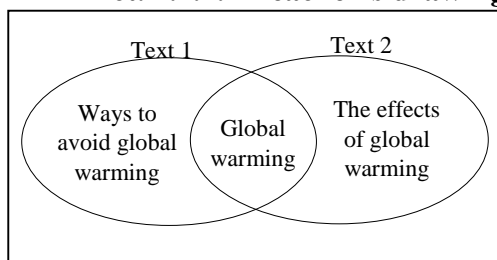 Text 1
Text 2
Ways to
avoid global
warming
Global
warming
The effects
of global
warming